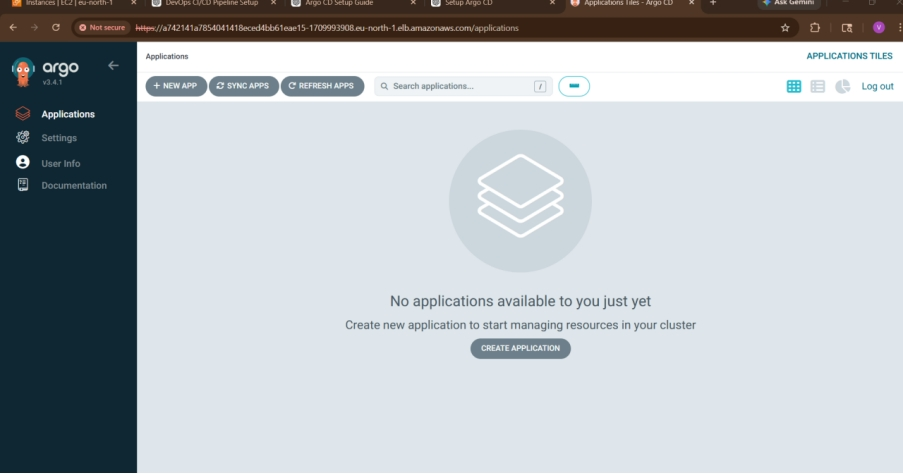 Instances | EC2 | eu-north-1
DevOps CI/CD Pipeline Setup
Argo CD Setup Guide
Setup Argo CD
Applications Tiles - Argo CD
Ask Gemini
Not secure
https://a742141a7854041418eced4bb61eae15-1709993908.eu-north-1.elb.amazonaws.com/applications
V
argo
v3.4.1
Applications
Settings
User Info
Documentation
Applications
APPLICATIONS TILES
+ NEW APP
SYNC APPS
REFRESH APPS
Search applications...
/
Log out
No applications available to you just yet
Create new application to start managing resources in your cluster
CREATE APPLICATION